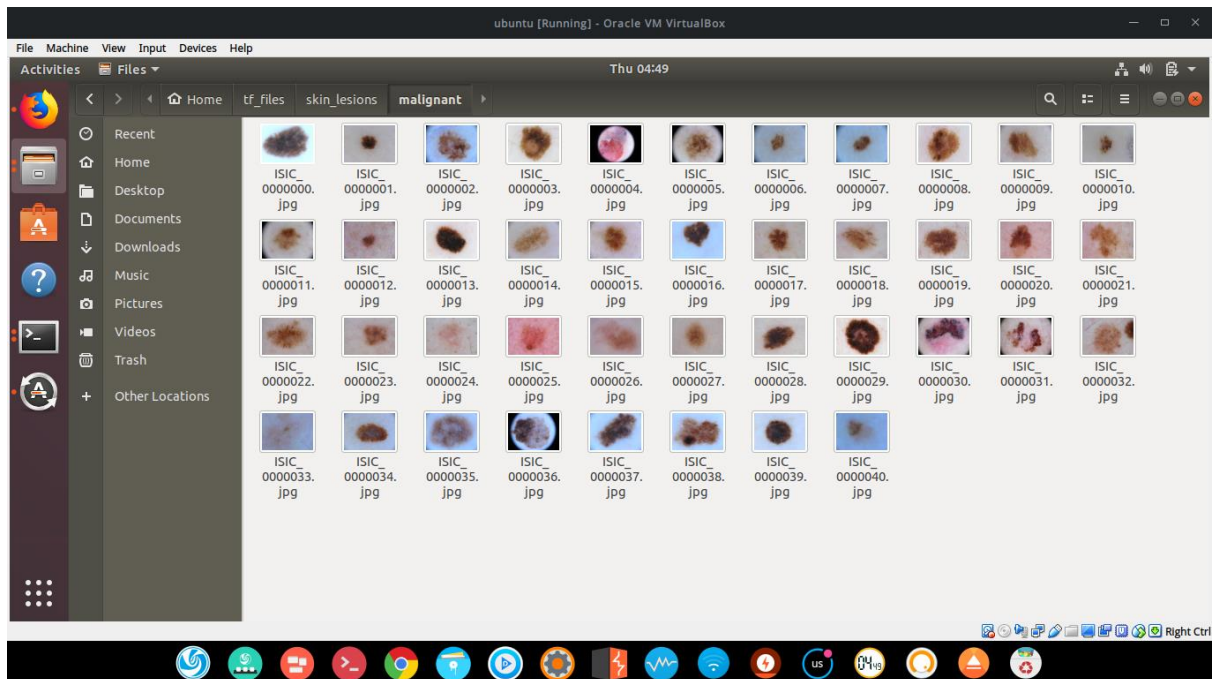 ubuntu [Running] - Oracle VM VirtualBox
File Machine View Input Devices Help
Activities Files Thu 04:49
Home tf_files skin_lesions malignant
Recent
Home
Desktop
Documents
Downloads
Music
Pictures
Videos
Trash
+ Other Locations
ISIC_ ISIC_ ISIC_ ISIC_ ISIC_ ISIC_ ISIC_ ISIC_ ISIC_ ISIC_ ISIC_
0000000. 0000001. 0000002. 0000003. 0000004. 0000005. 0000006. 0000007. 0000008. 0000009. 0000010.
jpg jpg jpg jpg jpg jpg jpg jpg jpg jpg jpg
ISIC_ ISIC_ ISIC_ ISIC_ ISIC_ ISIC_ ISIC_ ISIC_ ISIC_ ISIC_ ISIC_
0000011. 0000012. 0000013. 0000014. 0000015. 0000016. 0000017. 0000018. 0000019. 0000020. 0000021.
jpg jpg jpg jpg jpg jpg jpg jpg jpg jpg jpg
ISIC_ ISIC_ ISIC_ ISIC_ ISIC_ ISIC_ ISIC_ ISIC_ ISIC_ ISIC_ ISIC_
0000022. 0000023. 0000024. 0000025. 0000026. 0000027. 0000028. 0000029. 0000030. 0000031. 0000032.
jpg jpg jpg jpg jpg jpg jpg jpg jpg jpg jpg
ISIC_ ISIC_ ISIC_ ISIC_ ISIC_ ISIC_ ISIC_ ISIC_
0000033. 0000034. 0000035. 0000036. 0000037. 0000038. 0000039. 0000040.
jpg jpg jpg jpg jpg jpg jpg jpg
Right Ctrl
us 04 49